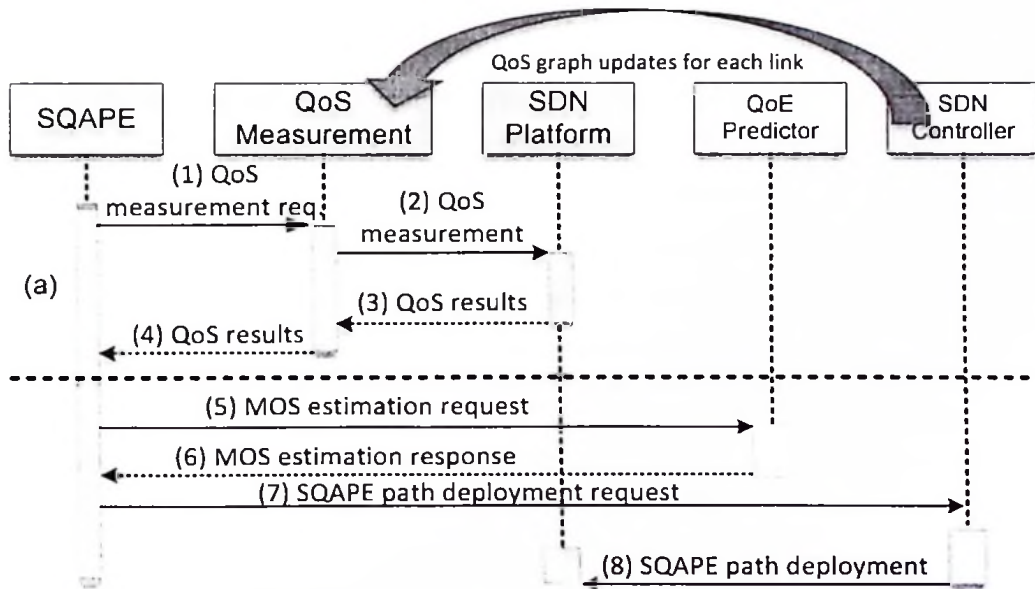 QoS graph updates for each link
SQAPE
QoS
Measurement
SDN
Platform
QoE
Predictor
SDN
Controller
(1) QoS
measurement req.
(2) QoS
measurement
(a)
(3) QoS results
(4) QoS results
(5) MOS estimation request
(6) MOS estimation response
(7) SQAPE path deployment request
(8) SQAPE path deployment